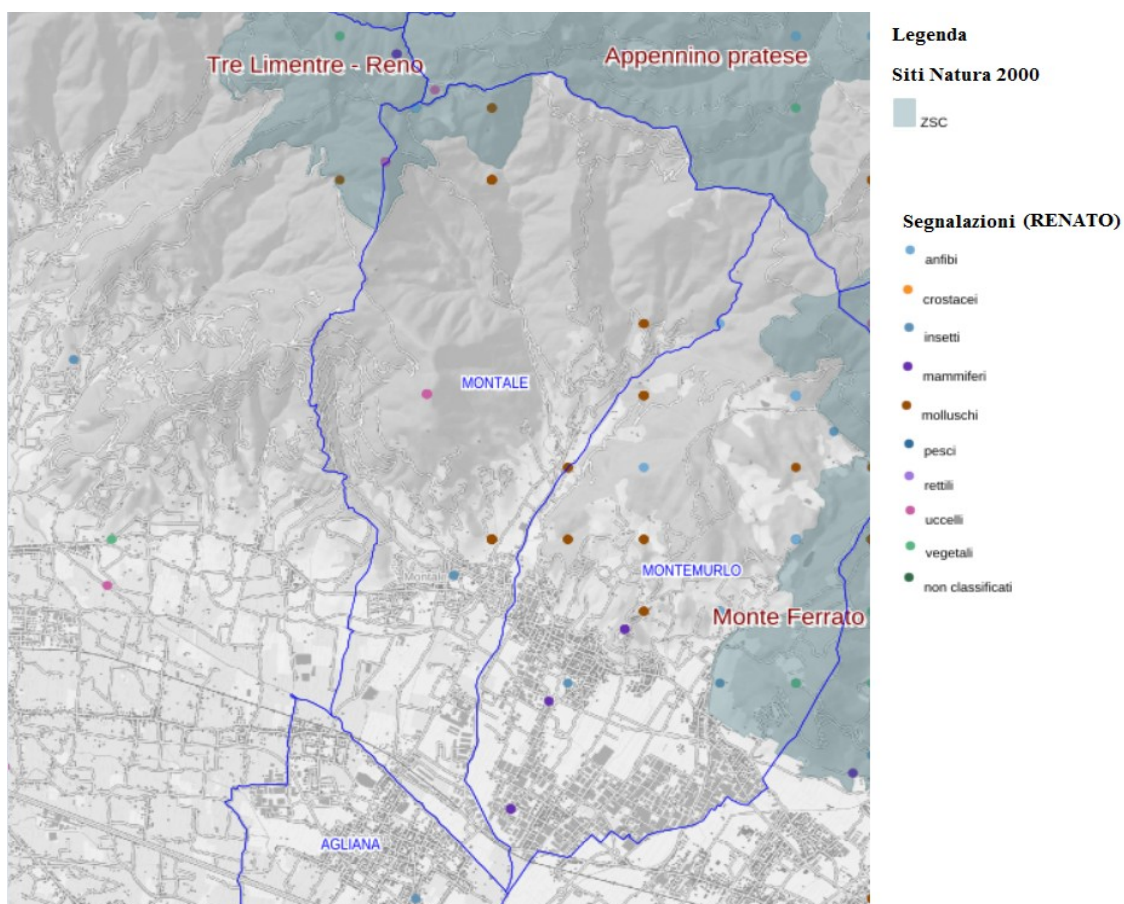 Tre Limentre - Reno
Appennino pratese
MONTALE
Montale
MONTEMURLO
Monte Ferrato
AGLIANA
Legenda
Siti Natura 2000
ZSC
Segnalazioni (RENATO)
anfibi
crostacei
insetti
mammiferi
molluschi
pesci
rettili
uccelli
vegetali
non classificati